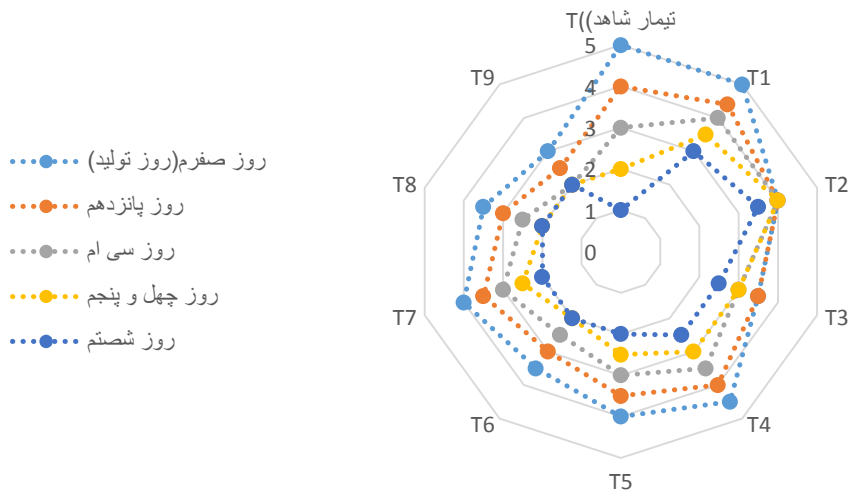 تیمار شاهد))T
T1
T2
T3
T4
T5
T6
T7
T8
T9
5
4
3
2
1
0
روز صفرم(روز تولید)
روز پانزدهم
روز سی ام
روز چهل و پنجم
روز شصتم